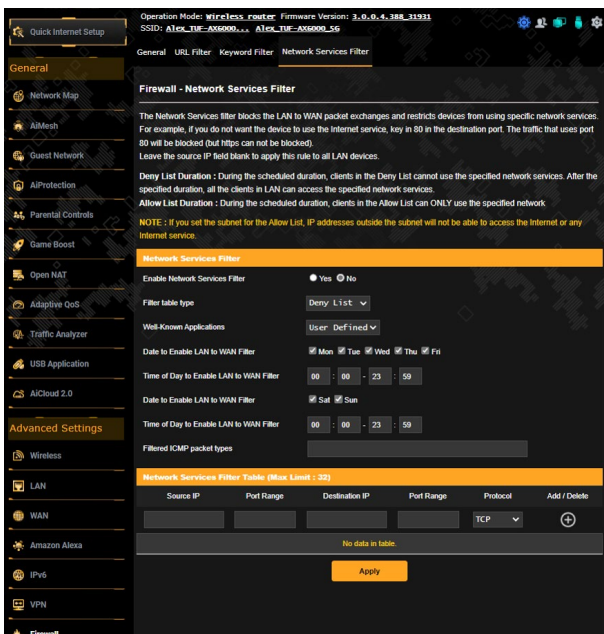 Operation Mode: Wireless router Firmware Version: 3.0.0.4.388_31931
SSID: Alex_TUF-AX6000... Alex_TUF-AX6000_5G
Quick Internet Setup
General URL Filter Keyword Filter Network Services Filter
General
Network Map
AiMesh
Guest Network
AiProtection
Parental Controls
Game Boost
Open NAT
Adaptive QoS
Traffic Analyzer
USB Application
AiCloud 2.0
Advanced Settings
Wireless
LAN
WAN
Amazon Alexa
IPv6
VPN
Firewall
Firewall - Network Services Filter
The Network Services filter blocks the LAN to WAN packet exchanges and restricts devices from using specific network services.
For example, if you do not want the device to use the Internet service, key in 80 in the destination port. The traffic that uses port
80 will be blocked (but https can not be blocked).
Leave the source IP field blank to apply this rule to all LAN devices.
Deny List Duration : During the scheduled duration, clients in the Deny List cannot use the specified network services. After the
specified duration, all the clients in LAN can access the specified network services.
Allow List Duration : During the scheduled duration, clients in the Allow List can ONLY use the specified network
NOTE : If you set the subnet for the Allow List, IP addresses outside the subnet will not be able to access the Internet or any
Internet service.
Network Services Filter
Enable Network Services Filter Yes No
Filter table type Deny List
Well-Known Applications User Defined
Date to Enable LAN to WAN Filter Mon Tue Wed Thu Fri
Time of Day to Enable LAN to WAN Filter 00 : 00 - 23 : 59
Date to Enable LAN to WAN Filter Sat Sun
Time of Day to Enable LAN to WAN Filter 00 : 00 - 23 : 59
Filtered ICMP packet types
Network Services Filter Table (Max Limit : 32)
Source IP Port Range Destination IP Port Range Protocol Add / Delete
TCP
No data in table.
Apply